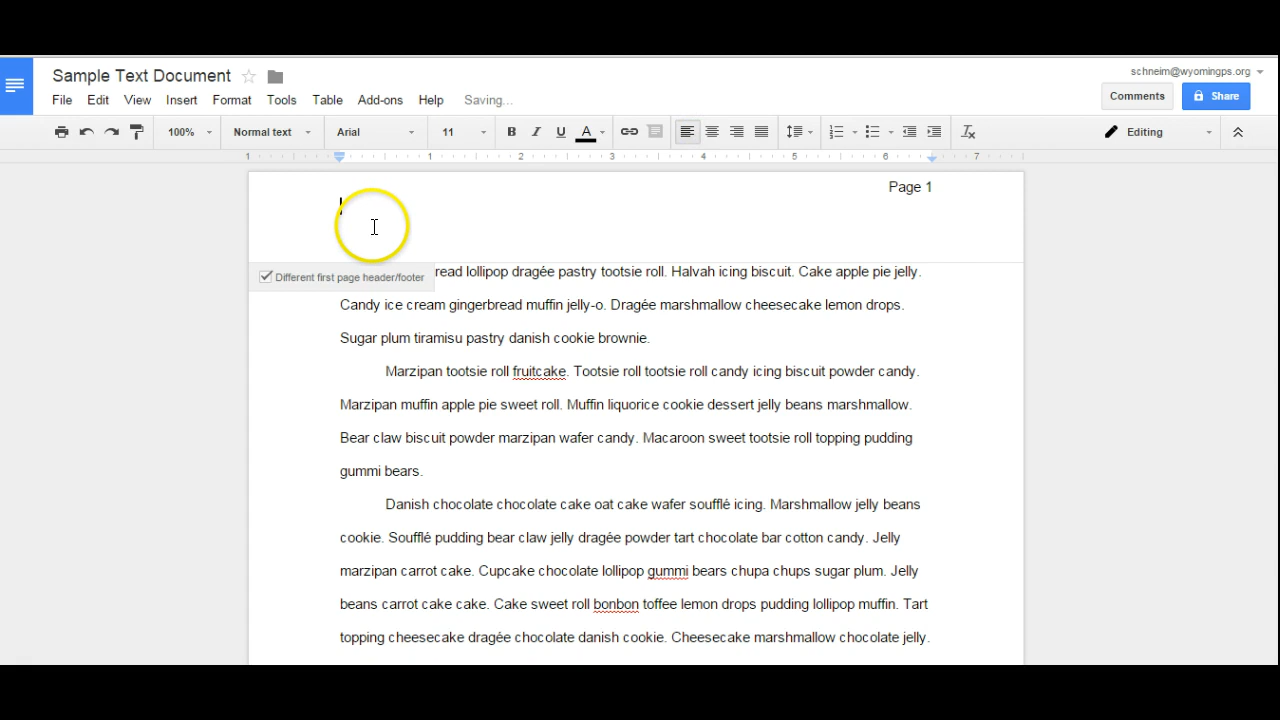 Sample Text Document
schneim@wyomingps.org
File Edit View Insert Format Tools Table Add-ons Help Saving...
Comments Share
100% Normal text Arial 11 B I U A Editing
1 1 2 3 4 5 6 7
Page 1
Different first page header/footer
read lollipop dragée pastry tootsie roll. Halvah icing biscuit. Cake apple pie jelly.
Candy ice cream gingerbread muffin jelly-o. Dragée marshmallow cheesecake lemon drops.
Sugar plum tiramisu pastry danish cookie brownie.
Marzipan tootsie roll fruitcake. Tootsie roll tootsie roll candy icing biscuit powder candy.
Marzipan muffin apple pie sweet roll. Muffin liquorice cookie dessert jelly beans marshmallow.
Bear claw biscuit powder marzipan wafer candy. Macaroon sweet tootsie roll topping pudding
gummi bears.
Danish chocolate chocolate cake oat cake wafer soufflé icing. Marshmallow jelly beans
cookie. Soufflé pudding bear claw jelly dragée powder tart chocolate bar cotton candy. Jelly
marzipan carrot cake. Cupcake chocolate lollipop gummi bears chupa chups sugar plum. Jelly
beans carrot cake cake. Cake sweet roll bonbon toffee lemon drops pudding lollipop muffin. Tart
topping cheesecake dragée chocolate danish cookie. Cheesecake marshmallow chocolate jelly.